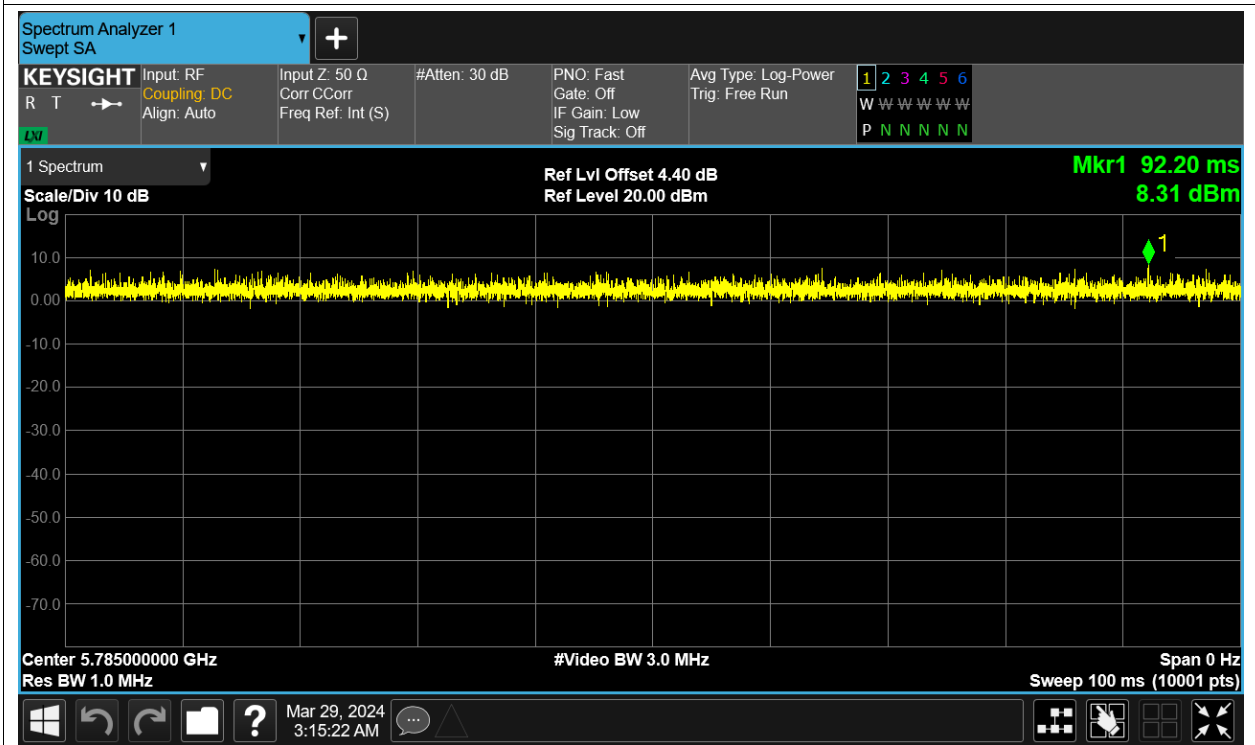 Spectrum Analyzer 1
Swept SA
KEYSIGHT
R T
LXI
Input: RF
Coupling: DC
Align: Auto
Input Z: 50 Ω
Corr CCorr
Freq Ref: Int (S)
#Atten: 30 dB
PNO: Fast
Gate: Off
IF Gain: Low
Sig Track: Off
Avg Type: Log-Power
Trig: Free Run
1 2 3 4 5 6
W W W W W W
P N N N N N
1 Spectrum
Scale/Div 10 dB
Log
Ref Lvl Offset 4.40 dB
Ref Level 20.00 dBm
Mkr1 92.20 ms
8.31 dBm
1
10.0
0.00
-10.0
-20.0
-30.0
-40.0
-50.0
-60.0
-70.0
Center 5.785000000 GHz
Res BW 1.0 MHz
#Video BW 3.0 MHz
Span 0 Hz
Sweep 100 ms (10001 pts)
?
Mar 29, 2024
3:15:22 AM